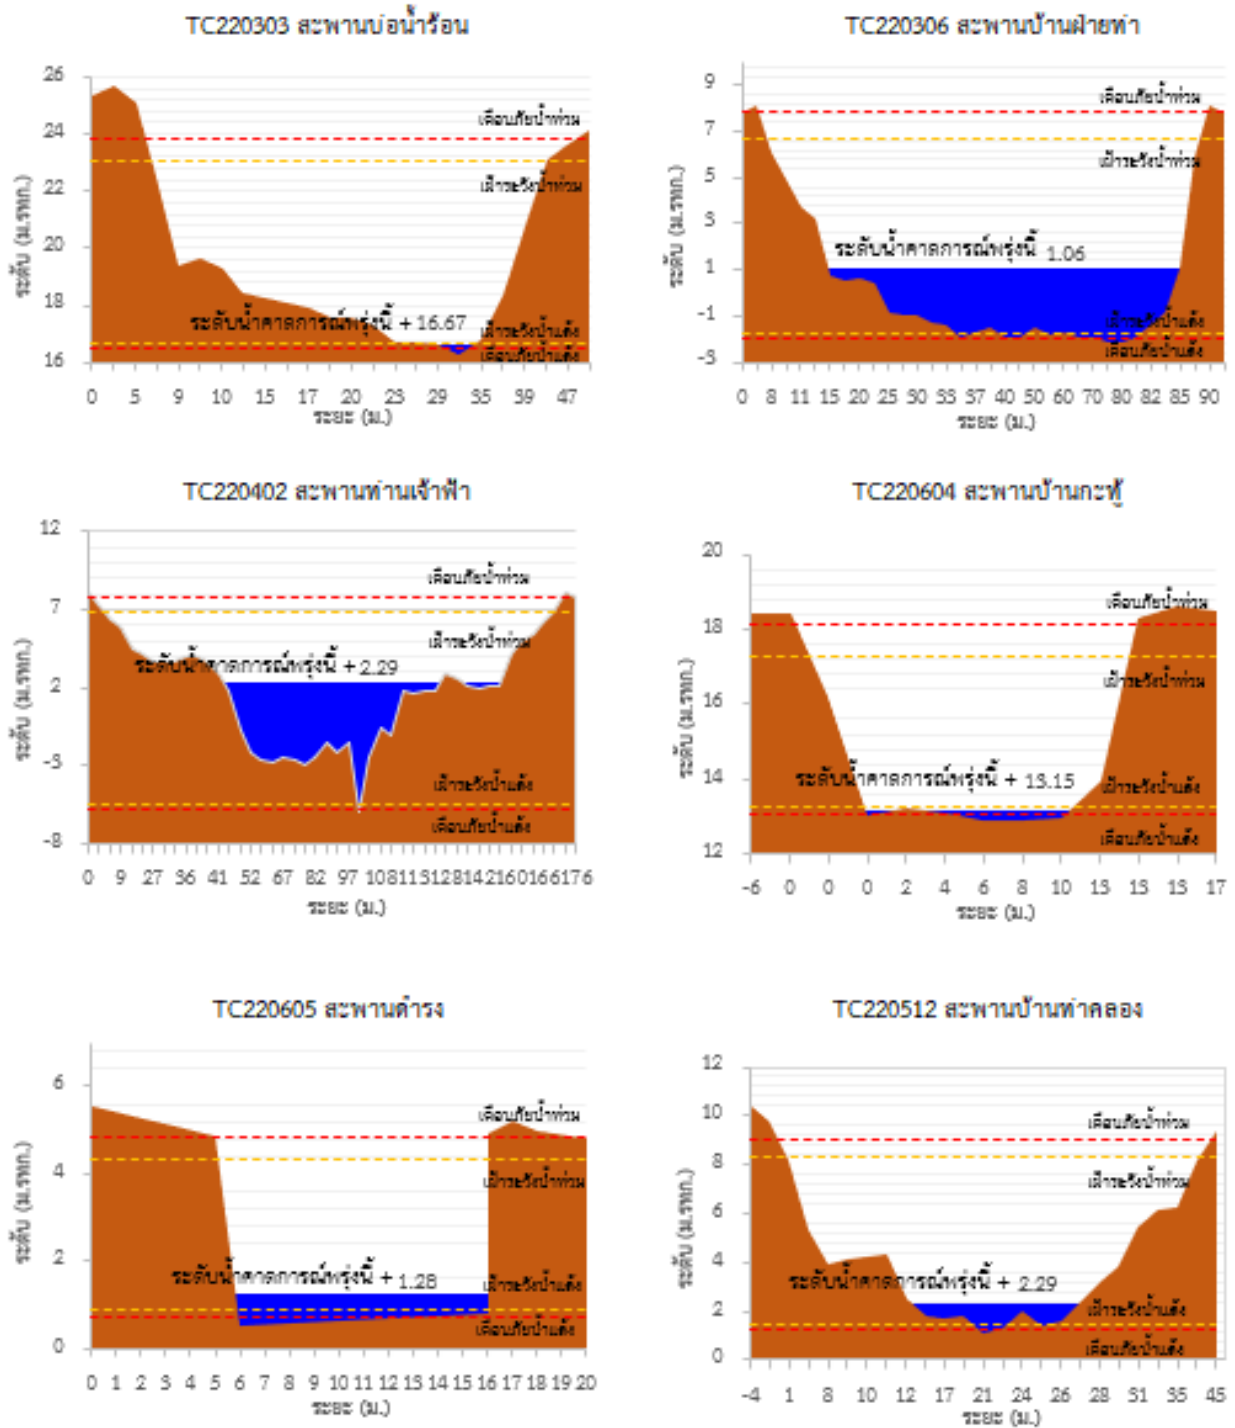 TC220303 สะพานบ่อน้ำร้อน
26
24
22
20
18
16
ระดับ (ม.รทก.)
เตือนภัยน้ำท่วม
เฝ้าระวังน้ำท่วม
ระดับน้ำคาดการณ์พรุ่งนี้ + 16.67
เฝ้าระวังน้ำแล้ง
เตือนภัยน้ำแล้ง
0 5 9 10 15 17 20 23 29 35 39 47
ระยะ (ม.)
TC220306 สะพานบ้านฝ่ายท่า
9
7
5
3
1
-1
-3
ระดับ (ม.รทก.)
เตือนภัยน้ำท่วม
เฝ้าระวังน้ำท่วม
ระดับน้ำคาดการณ์พรุ่งนี้ 1.06
เฝ้าระวังน้ำแล้ง
เตือนภัยน้ำแล้ง
0 8 11 15 20 25 30 35 37 40 50 60 70 80 82 85 90
ระยะ (ม.)
TC220402 สะพานท่านเจ้าฟ้า
12
7
2
-3
-8
ระดับ (ม.รทก.)
เตือนภัยน้ำท่วม
เฝ้าระวังน้ำท่วม
ระดับน้ำคาดการณ์พรุ่งนี้ + 2.29
เฝ้าระวังน้ำแล้ง
เตือนภัยน้ำแล้ง
0 9 27 36 41 52 67 82 97
ระยะ (ม.)
TC220604 สะพานบ้านกะทู้
20
18
16
14
12
ระดับ (ม.รทก.)
เตือนภัยน้ำท่วม
เฝ้าระวังน้ำท่วม
ระดับน้ำคาดการณ์พรุ่งนี้ + 13.15
เฝ้าระวังน้ำแล้ง
เตือนภัยน้ำแล้ง
-6 0 0 0 2 4 6 8 10 13 13 13 17
ระยะ (ม.)
TC220605 สะพานดำรง
6
4
2
0
ระดับ (ม.รทก.)
เตือนภัยน้ำท่วม
เฝ้าระวังน้ำท่วม
ระดับน้ำคาดการณ์พรุ่งนี้ + 1.28
เฝ้าระวังน้ำแล้ง
เตือนภัยน้ำแล้ง
0 1 2 3 4 5 6 7 8 9 10 11 13 14 15 16 16 17 18 19 20
ระยะ (ม.)
TC220512 สะพานบ้านท่าคลอง
12
10
8
6
4
2
0
ระดับ (ม.รทก.)
เตือนภัยน้ำท่วม
เฝ้าระวังน้ำท่วม
ระดับน้ำคาดการณ์พรุ่งนี้ + 2.29
เฝ้าระวังน้ำแล้ง
เตือนภัยน้ำแล้ง
-4 1 8 10 12 17 21 24 26 28 31 35 45
ระยะ (ม.)